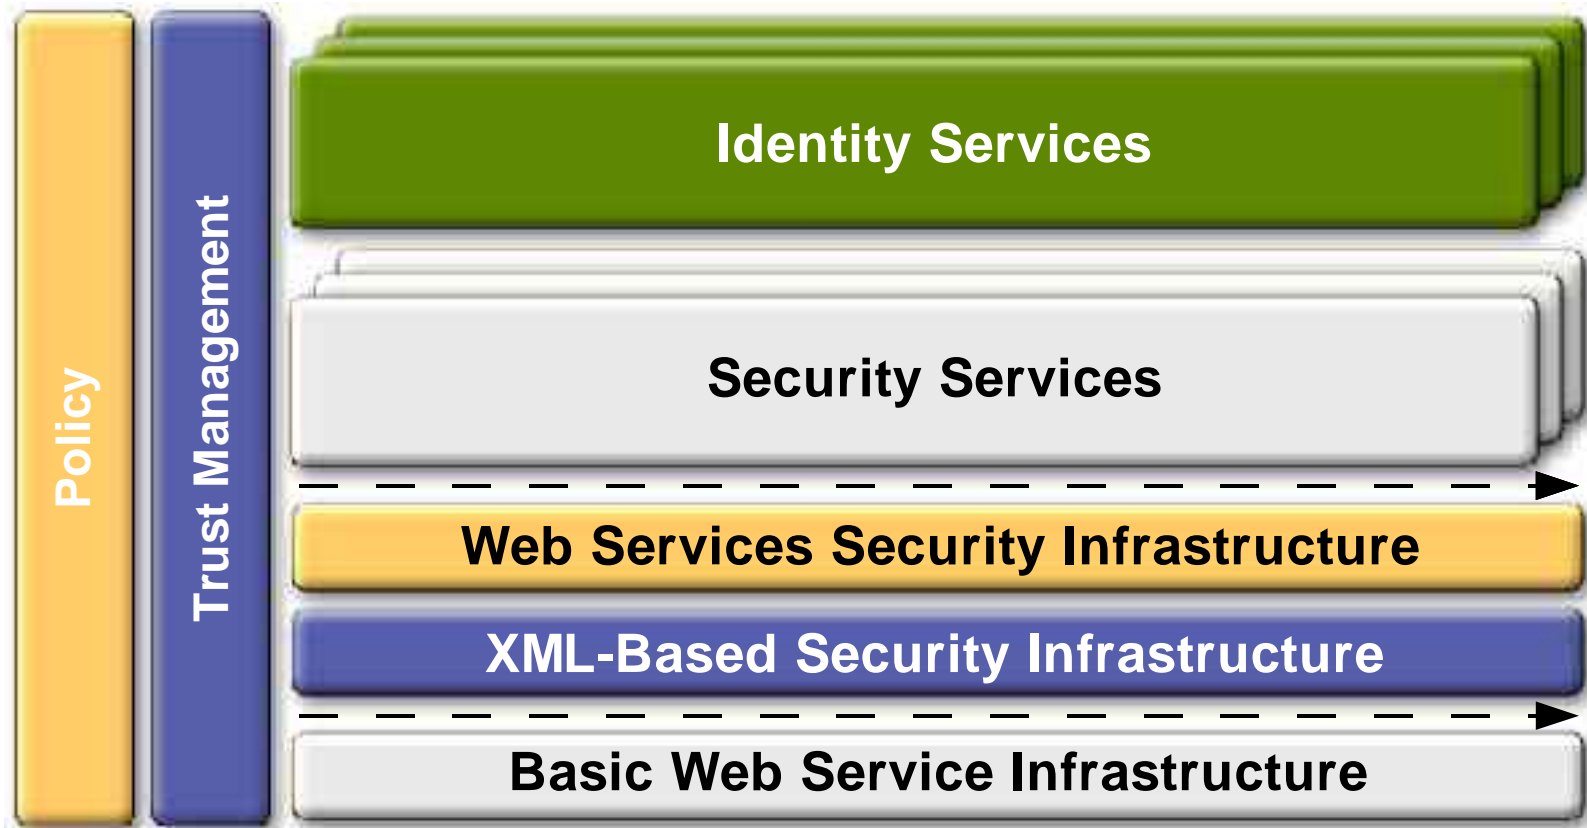 Policy
Trust Management
Identity Services
Security Services
Web Services Security Infrastructure
XML-Based Security Infrastructure
Basic Web Service Infrastructure